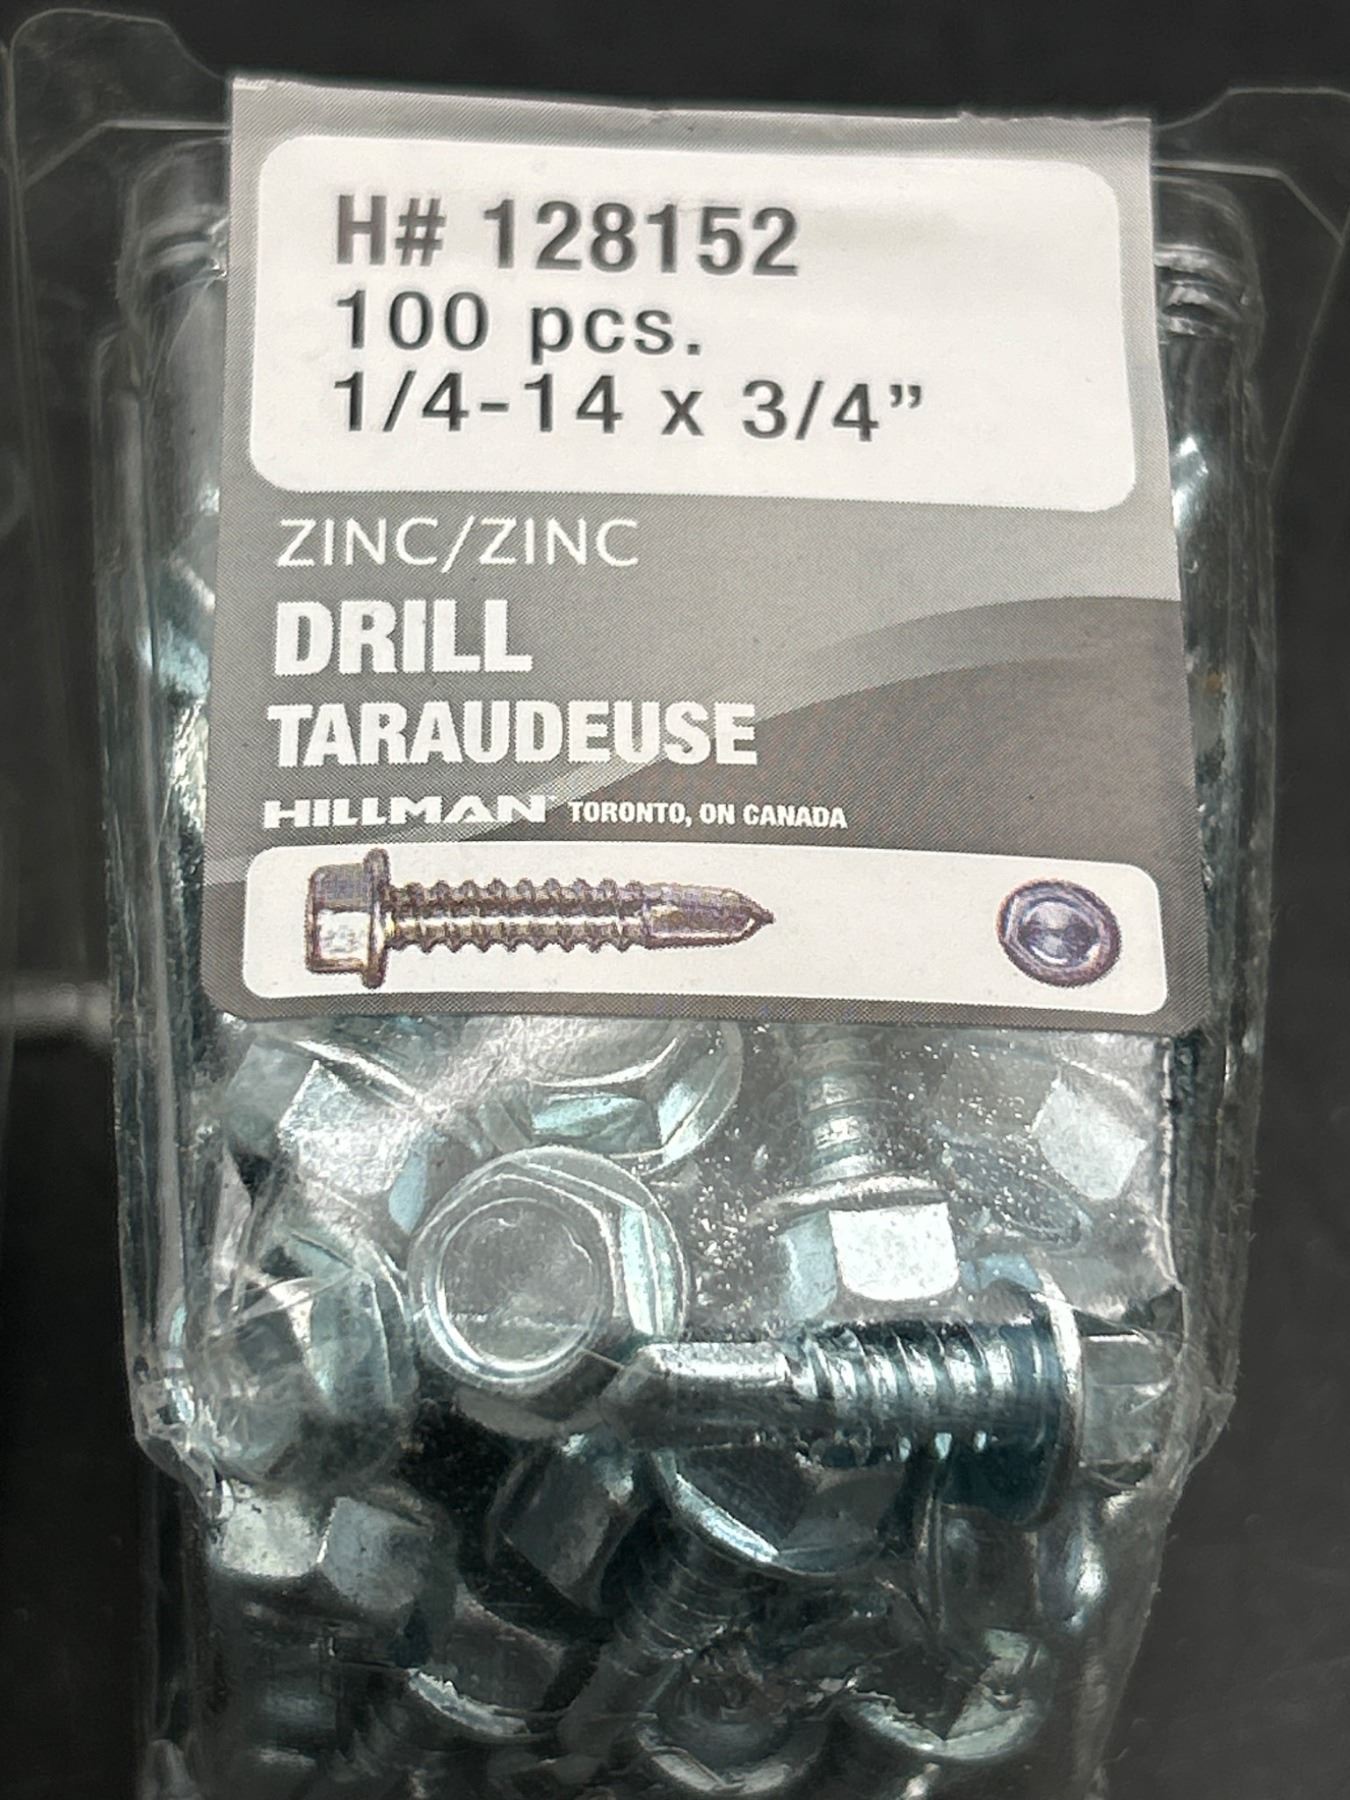 H# 128152
100 pcs.
1/4-14 x 3/4”
ZINC/ZINC
DRILL
TARAUDEUSE
HILLMAN TORONTO, ON CANADA